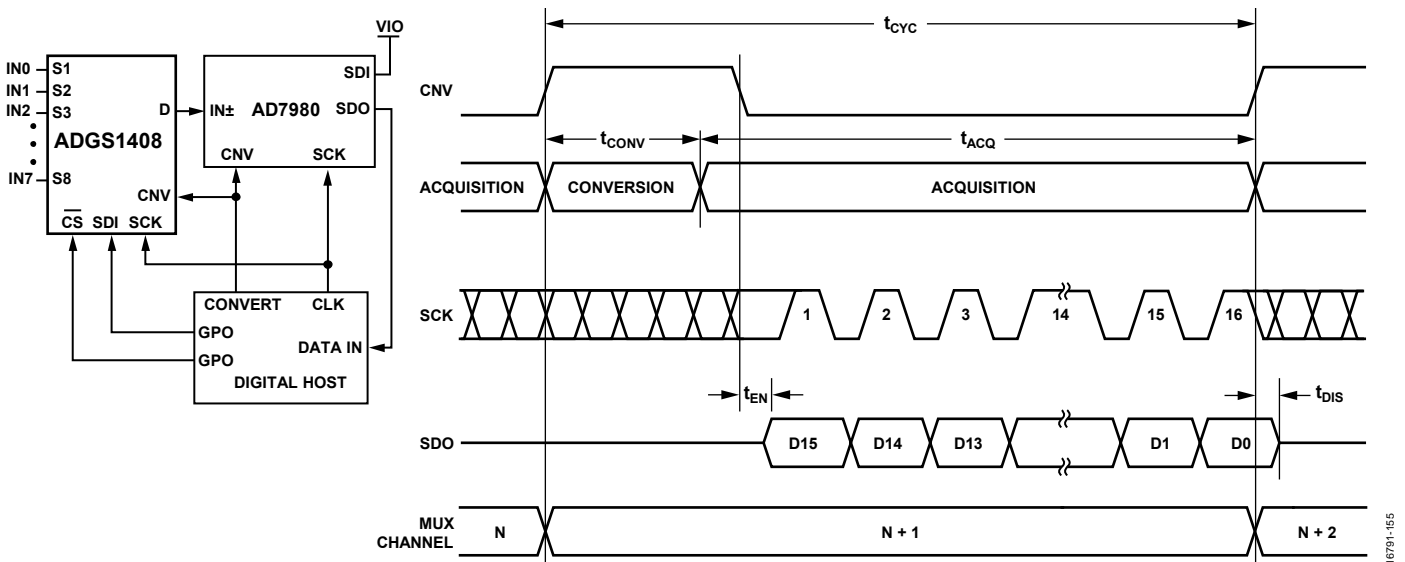 VIO
IN0 S1
IN1 S2
IN2 S3
IN7 S8
D
ADGS1408
CNV
CS SDI SCK
SDI
IN± AD7980 SDO
CNV SCK
CONVERT CLK
GPO
DATA IN
GPO
DIGITAL HOST
tCYC
CNV
tCONV tACQ
ACQUISITION CONVERSION ACQUISITION
SCK 1 2 3 14 15 16
tEN tDIS
SDO D15 D14 D13 D1 D0
MUX
CHANNEL
N N + 1 N + 2
16791-155